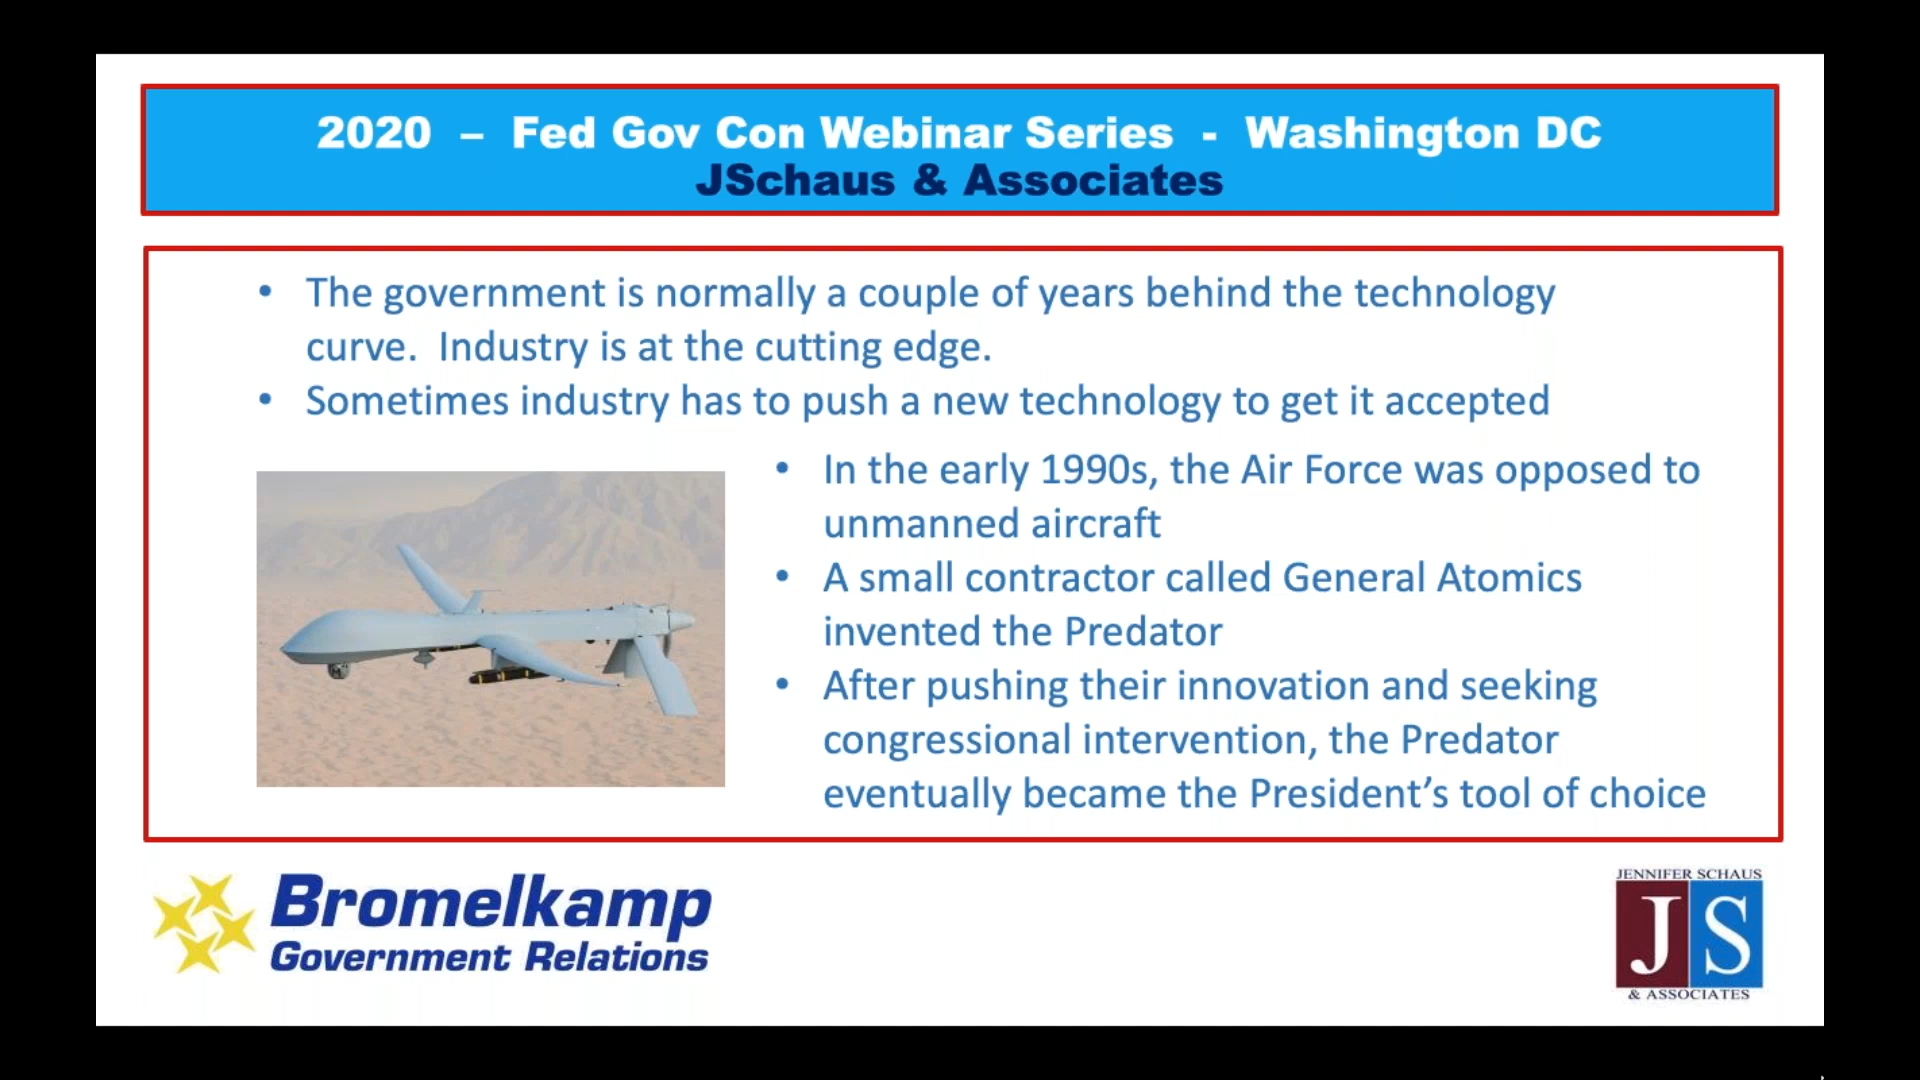 2020 – Fed Gov Con Webinar Series - Washington DC
JSchaus & Associates
• The government is normally a couple of years behind the technology
curve. Industry is at the cutting edge.
• Sometimes industry has to push a new technology to get it accepted
• In the early 1990s, the Air Force was opposed to
unmanned aircraft
• A small contractor called General Atomics
invented the Predator
• After pushing their innovation and seeking
congressional intervention, the Predator
eventually became the President’s tool of choice
Bromelkamp
Government Relations
JENNIFER SCHAUS
JS
& ASSOCIATES